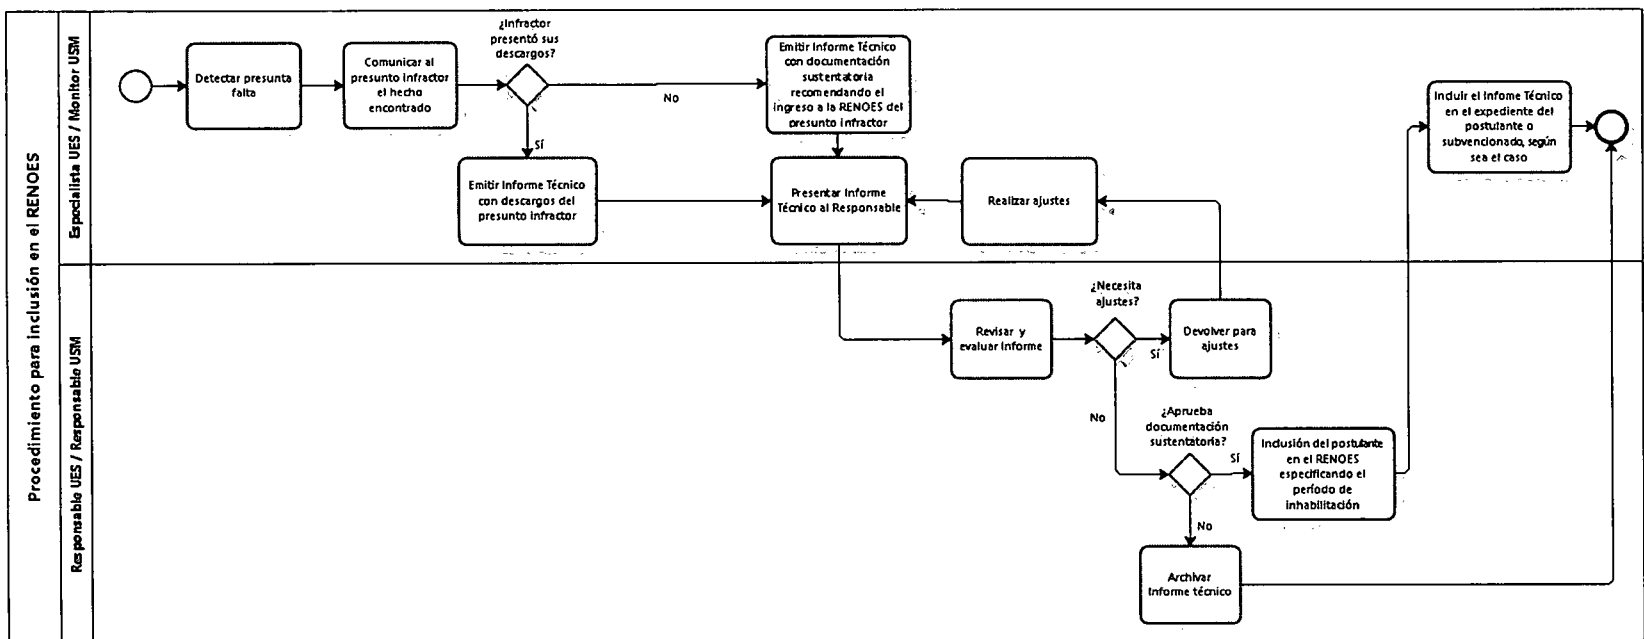 Procedimiento para inclusión en el RENOES
Especialista UES / Monitor USM
Detectar presunta
falta
Comunicar al
presunto infractor
el hecho
encontrado
¿Infractor
presentó sus
descargos?
No
Sí
Emitir Informe Técnico
con documentación
sustentatoria
recomendando el
ingreso a la RENOES del
presunto infractor
Emitir Informe Técnico
con descargos del
presunto infractor
Presentar Informe
Técnico al Responsable
Realizar ajustes
Incluir el Infome Técnico
en el expediente del
postulante o
subvencionado, según
sea el caso
Responsable UES / Responsable USM
Revisar y
evaluar informe
¿Necesita
ajustes?
Sí
No
Devolver para
ajustes
¿Aprueba
documentación
sustentatoria?
Sí
No
Inclusión del postulante
en el RENOES
especificando el
período de
inhabilitación
Archivar
Informe técnico